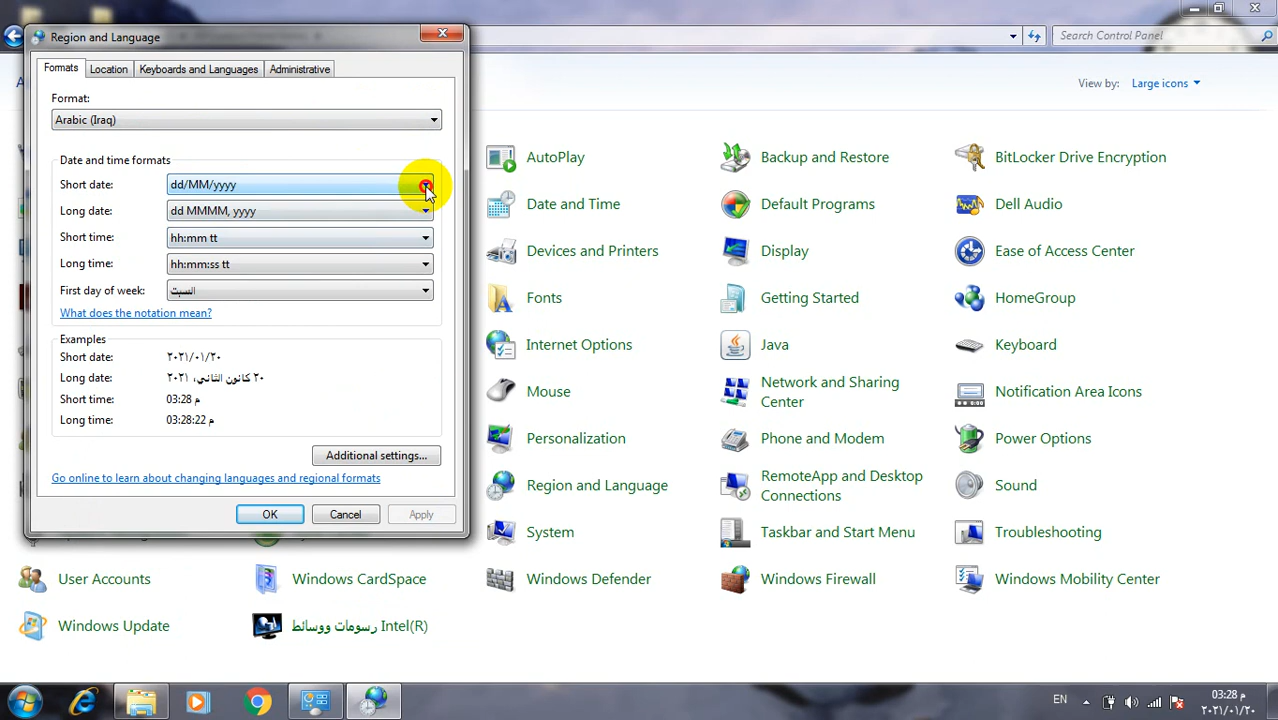 Region and Language
Search Control Panel
Formats
Location
Keyboards and Languages
Administrative
View by:
Large icons
Format:
Arabic (Iraq)
Date and time formats
Short date:
dd/MM/yyyy
Long date:
dd MMMM, yyyy
Short time:
hh:mm tt
Long time:
hh:mm:ss tt
First day of week:
السبت
What does the notation mean?
Examples
Short date:
٢٠٢١/٠١/٢٠
Long date:
٢٠ كانون الثاني، ٢٠٢١
Short time:
03:28 م
Long time:
03:28:22 م
Additional settings...
Go online to learn about changing languages and regional formats
OK
Cancel
Apply
AutoPlay
Backup and Restore
BitLocker Drive Encryption
Date and Time
Default Programs
Dell Audio
Devices and Printers
Display
Ease of Access Center
Fonts
Getting Started
HomeGroup
Internet Options
Java
Keyboard
Mouse
Network and Sharing
Center
Notification Area Icons
Personalization
Phone and Modem
Power Options
Region and Language
RemoteApp and Desktop
Connections
Sound
System
Taskbar and Start Menu
Troubleshooting
User Accounts
Windows CardSpace
Windows Defender
Windows Firewall
Windows Mobility Center
Windows Update
رسومات ووسائط Intel(R)
EN
03:28 م
٢٠٢١/٠١/٢٠